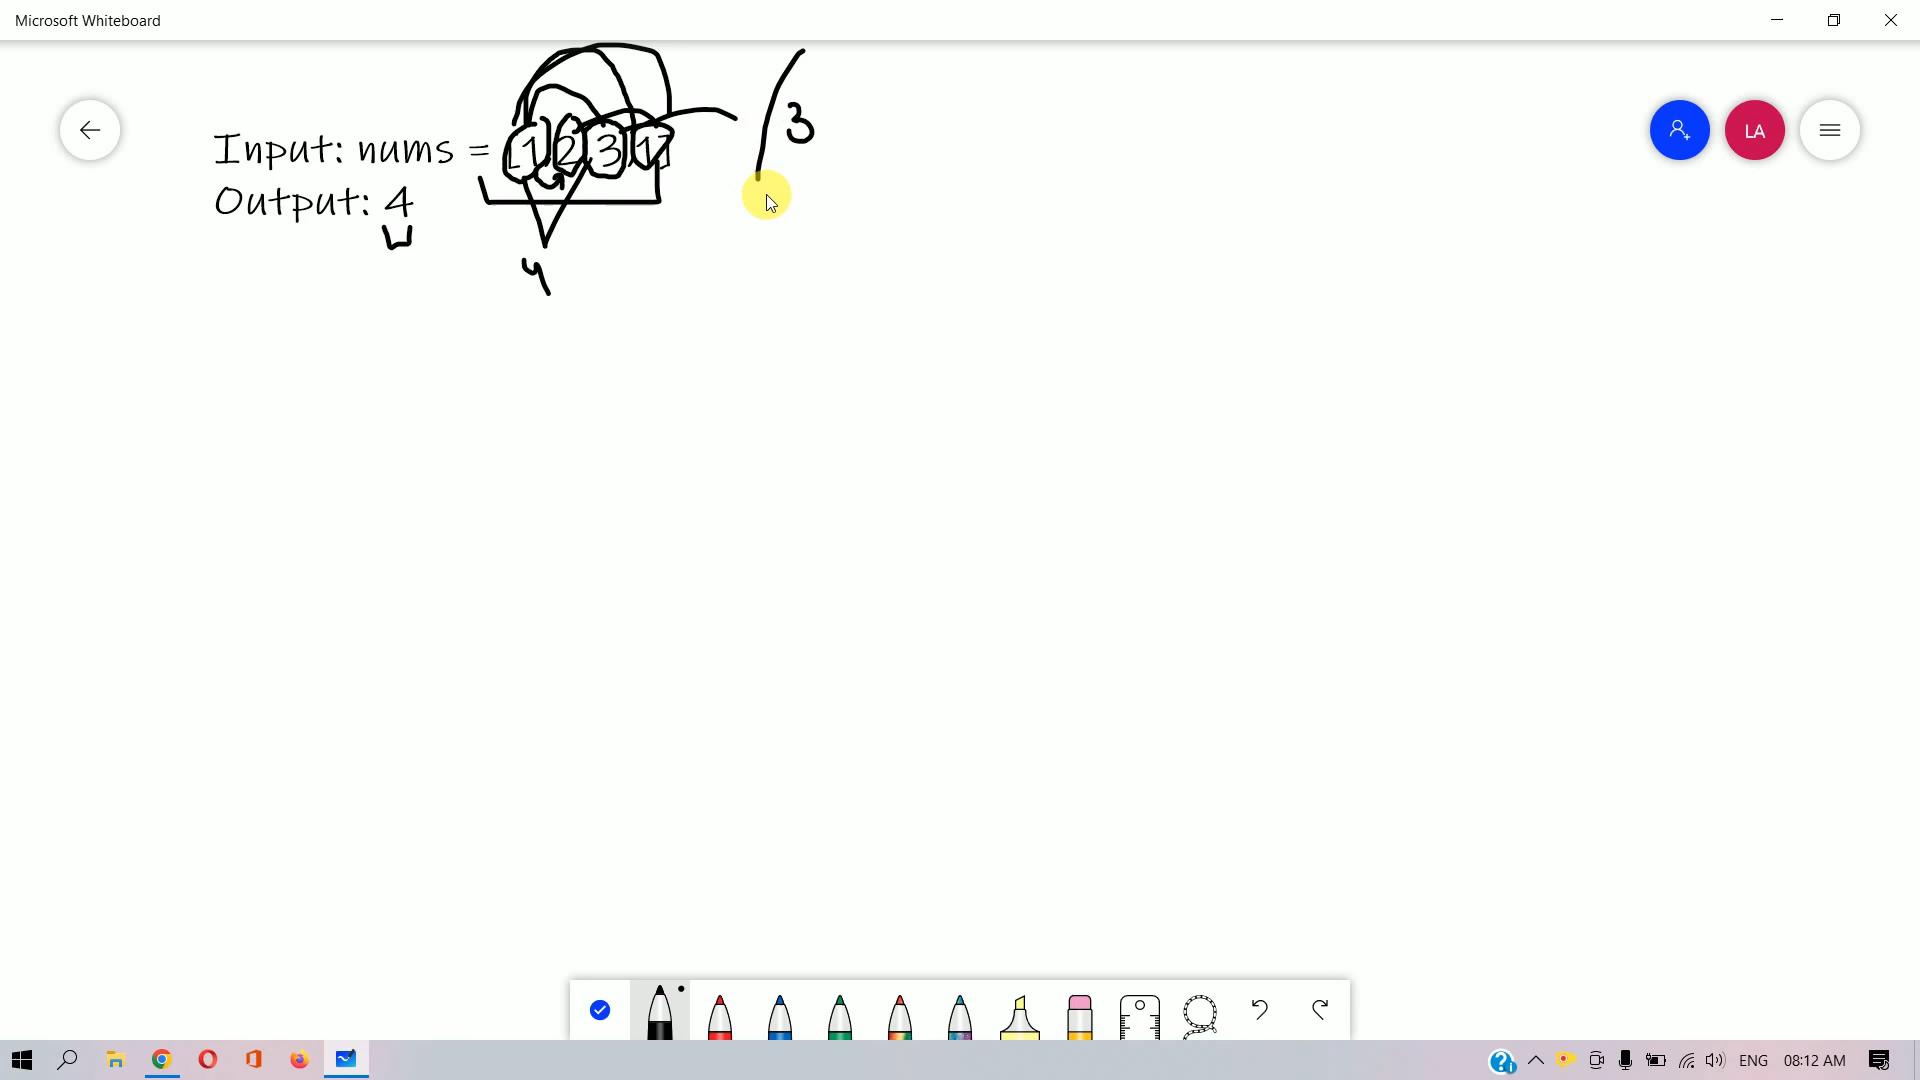 Microsoft Whiteboard
LA
3
Input: nums = [1 2 3 1]
Output: 4
4
ENG 08:12 AM